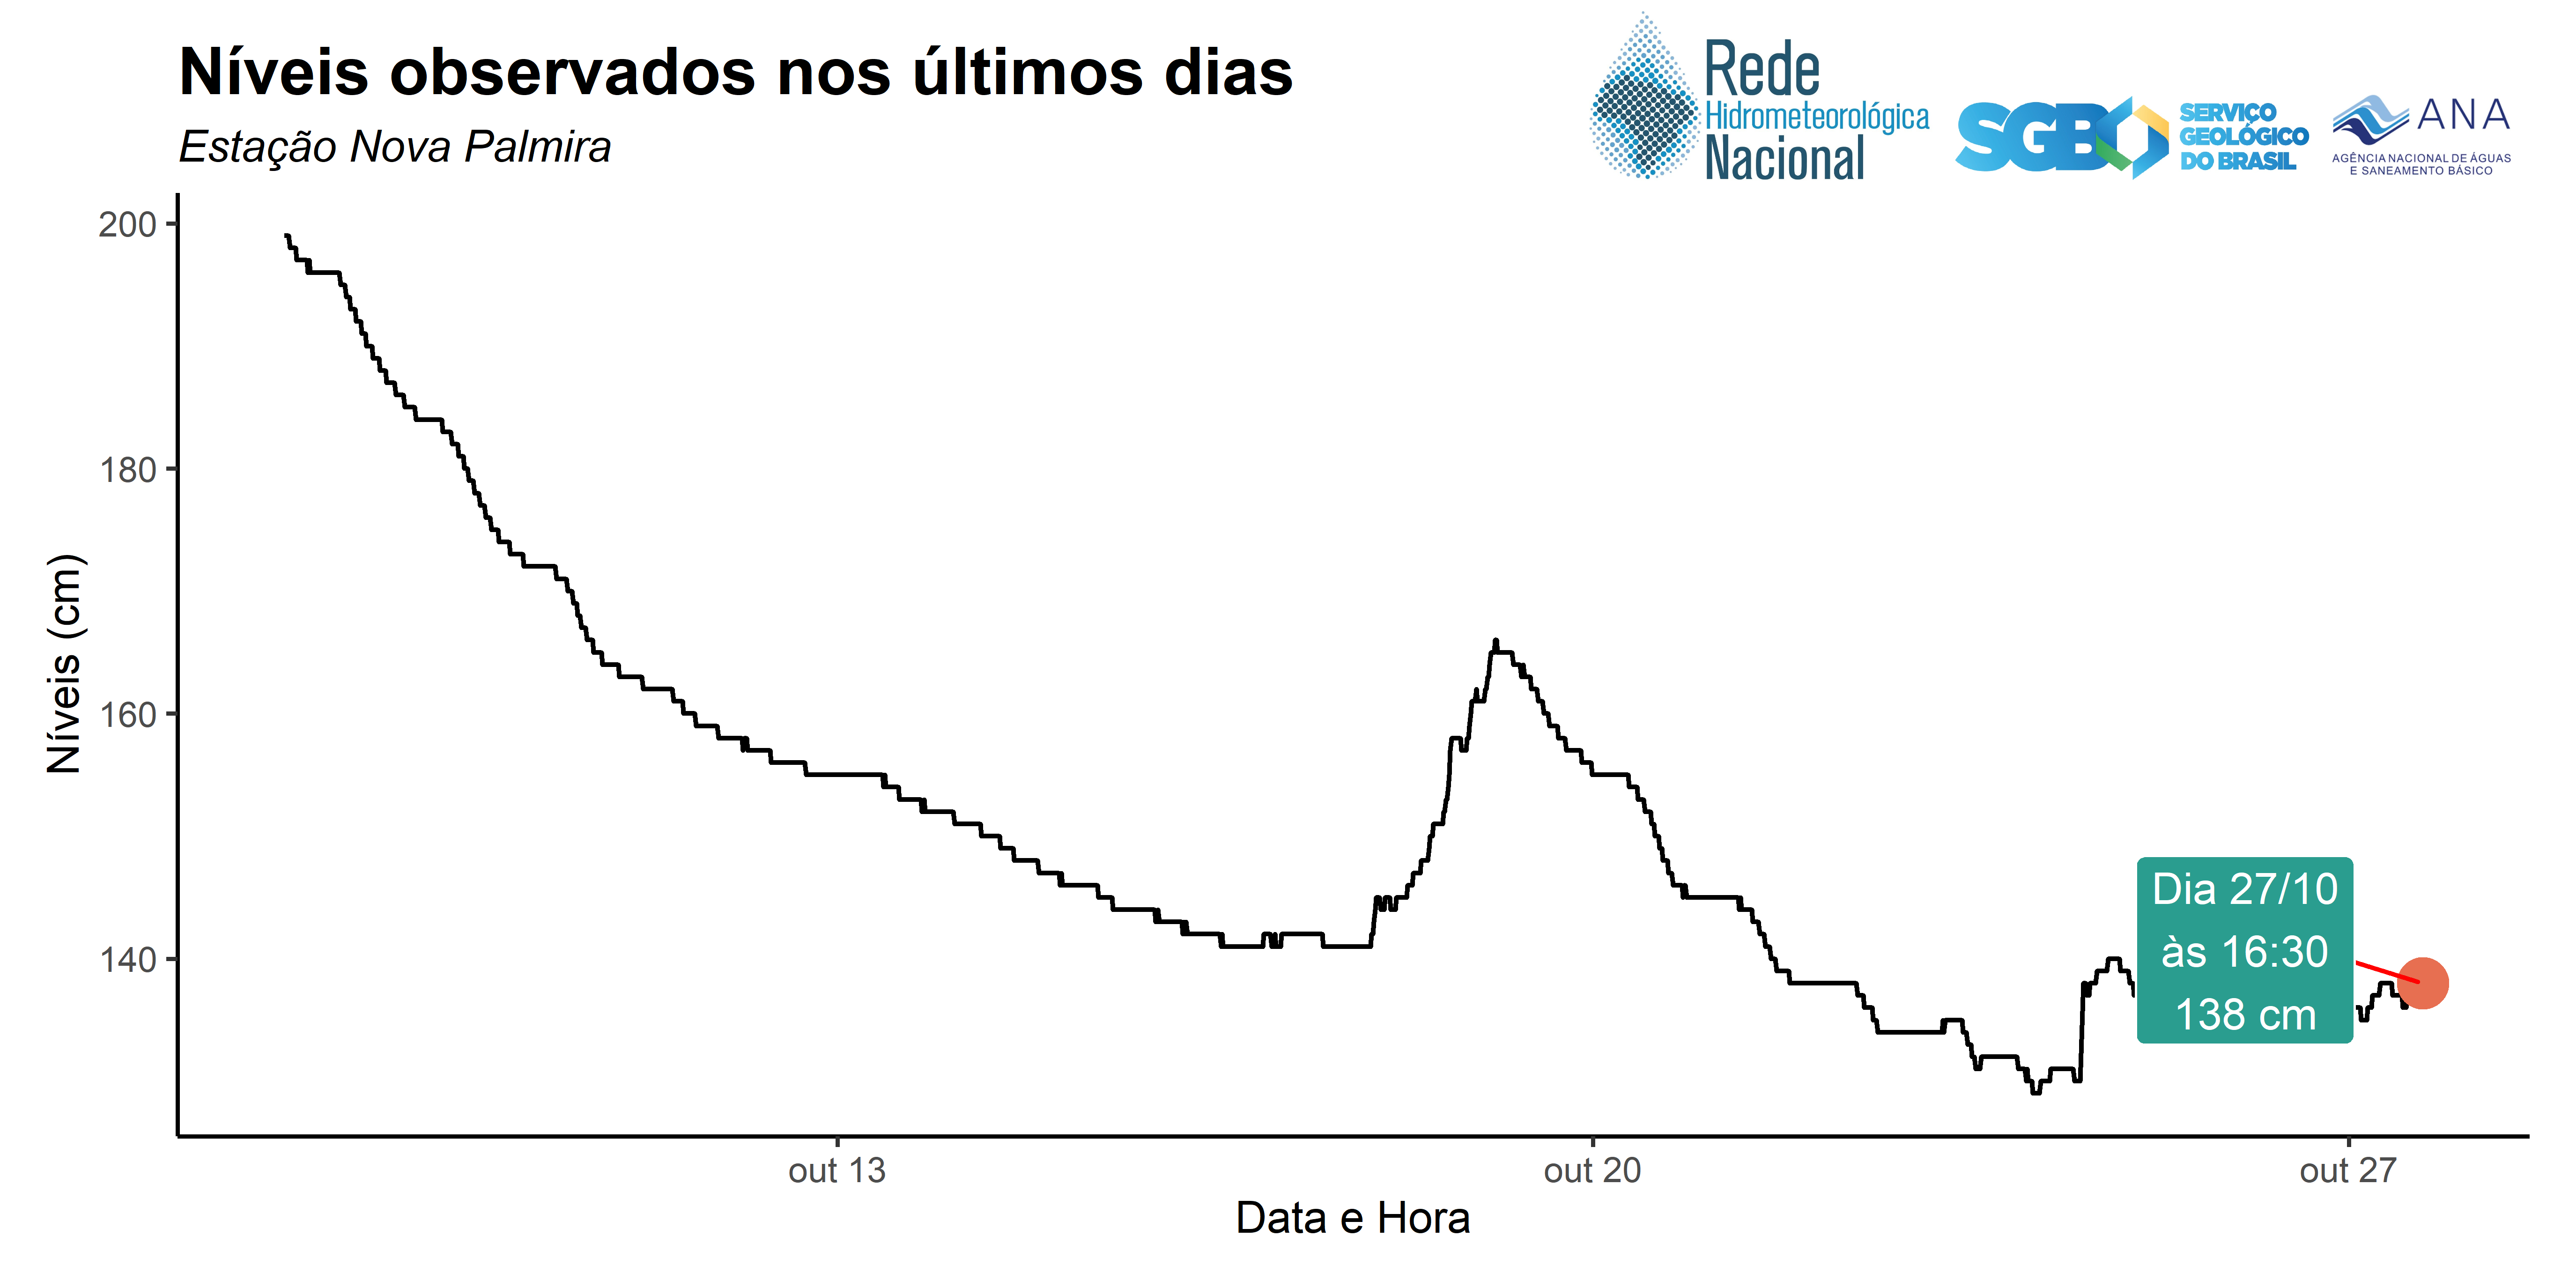 Níveis observados nos últimos dias
Estação Nova Palmira
Rede
Hidrometeorológica
Nacional
SGB
SERVIÇO
GEOLÓGICO
DO BRASIL
ANA
AGÊNCIA NACIONAL DE ÁGUAS
E SANEAMENTO BÁSICO
Níveis (cm)
200
180
160
140
Dia 27/10
às 16:30
138 cm
out 13
out 20
out 27
Data e Hora